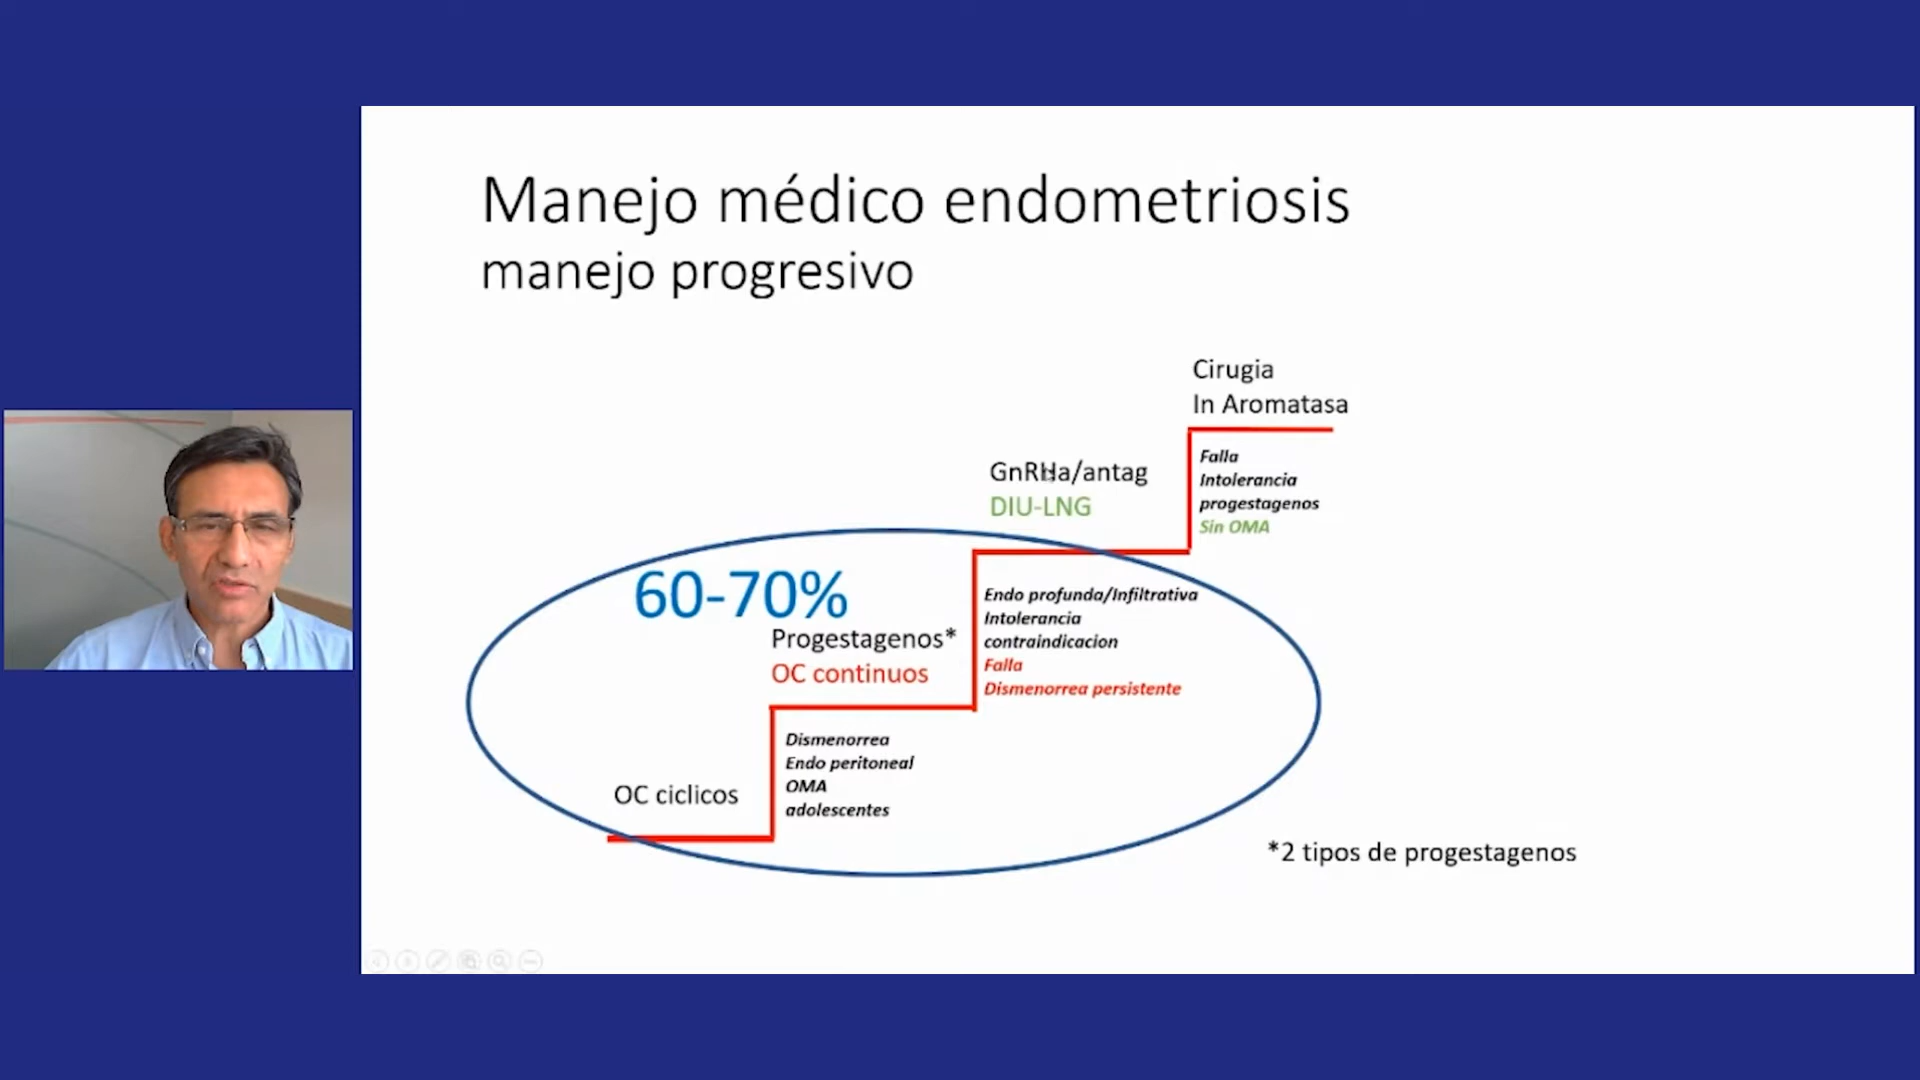 Manejo médico endometriosis
manejo progresivo
Cirugia
In Aromatasa
Falla
Intolerancia
progestagenos
Sin OMA
GnRHa/antag
DIU-LNG
Endo profunda/Infiltrativa
Intolerancia
contraindicacion
Falla
Dismenorrea persistente
60-70%
Progestagenos*
OC continuos
Dismenorrea
Endo peritoneal
OMA
adolescentes
OC ciclicos
*2 tipos de progestagenos